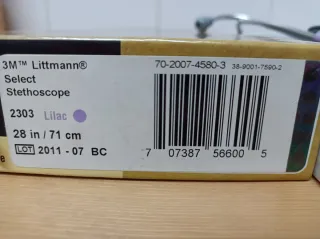 3M™ Littmann®
Select
Stethoscope
2303 Lilac
28 in / 71 cm
LOT 2011 - 07 BC
70-2007-4580-3 38-9001-7590-2
7 07387 56600 5